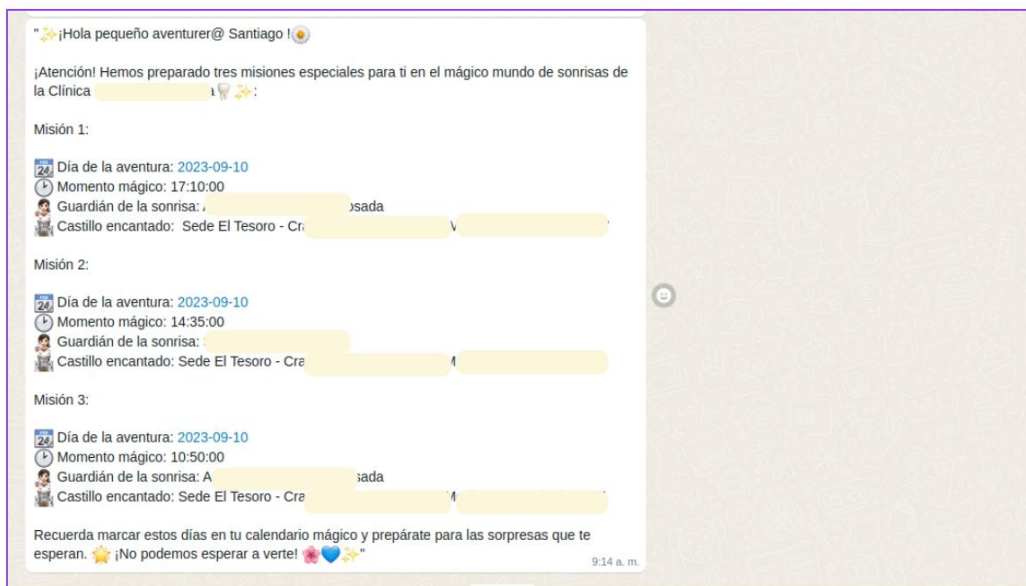 "✨¡Hola pequeño aventurer@ Santiago !
¡Atención! Hemos preparado tres misiones especiales para ti en el mágico mundo de sonrisas de
la Clínica 🦷✨:
Misión 1:
Día de la aventura: 2023-09-10
Momento mágico: 17:10:00
Guardián de la sonrisa:
Castillo encantado: Sede El Tesoro -
Misión 2:
Día de la aventura: 2023-09-10
Momento mágico: 14:35:00
Guardián de la sonrisa:
Castillo encantado: Sede El Tesoro - Cra
Misión 3:
Día de la aventura: 2023-09-10
Momento mágico: 10:50:00
Guardián de la sonrisa: A
Castillo encantado: Sede El Tesoro - Cra
Recuerda marcar estos días en tu calendario mágico y prepárate para las sorpresas que te
esperan. 🌟 ¡No podemos esperar a verte! 🌸💙✨"
9:14 a. m.